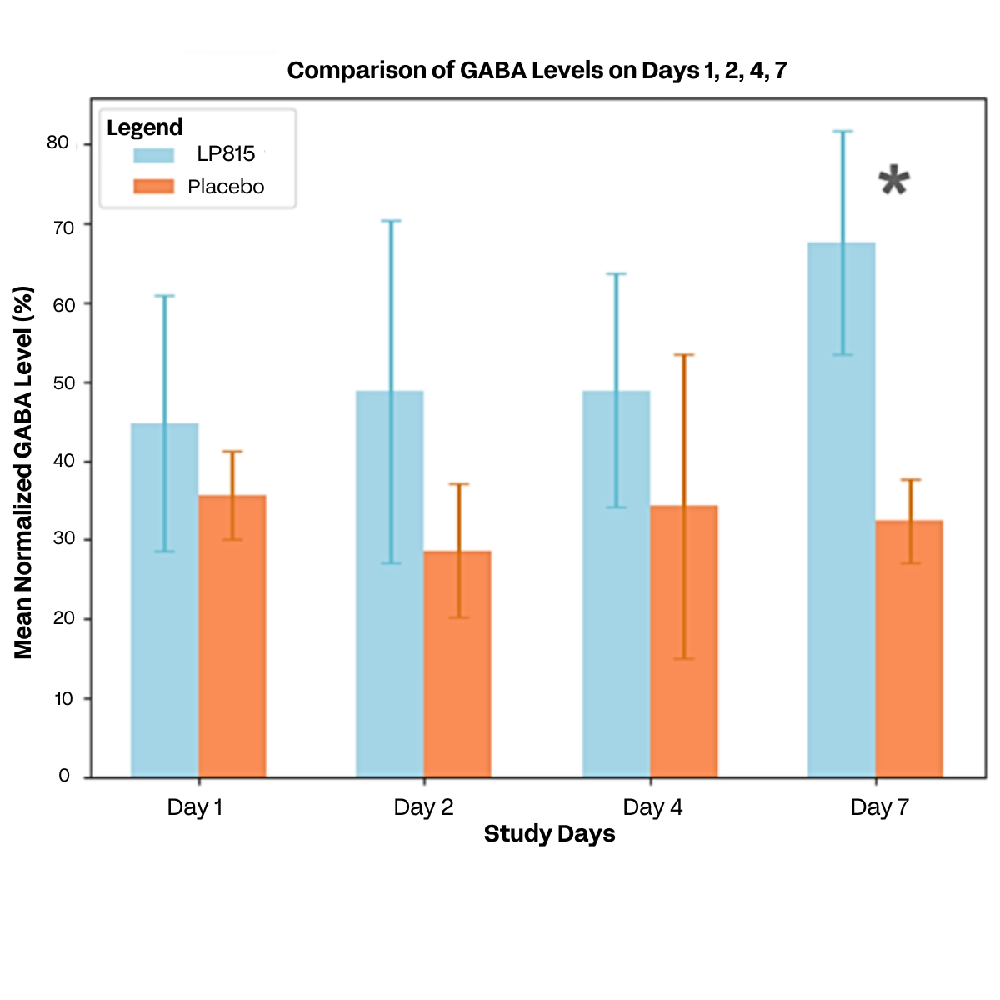 Comparison of GABA Levels on Days 1, 2, 4, 7
Legend
LP815
Placebo
Mean Normalized GABA Level (%)
80
70
60
50
40
30
20
10
0
*
Day 1
Day 2
Day 4
Day 7
Study Days